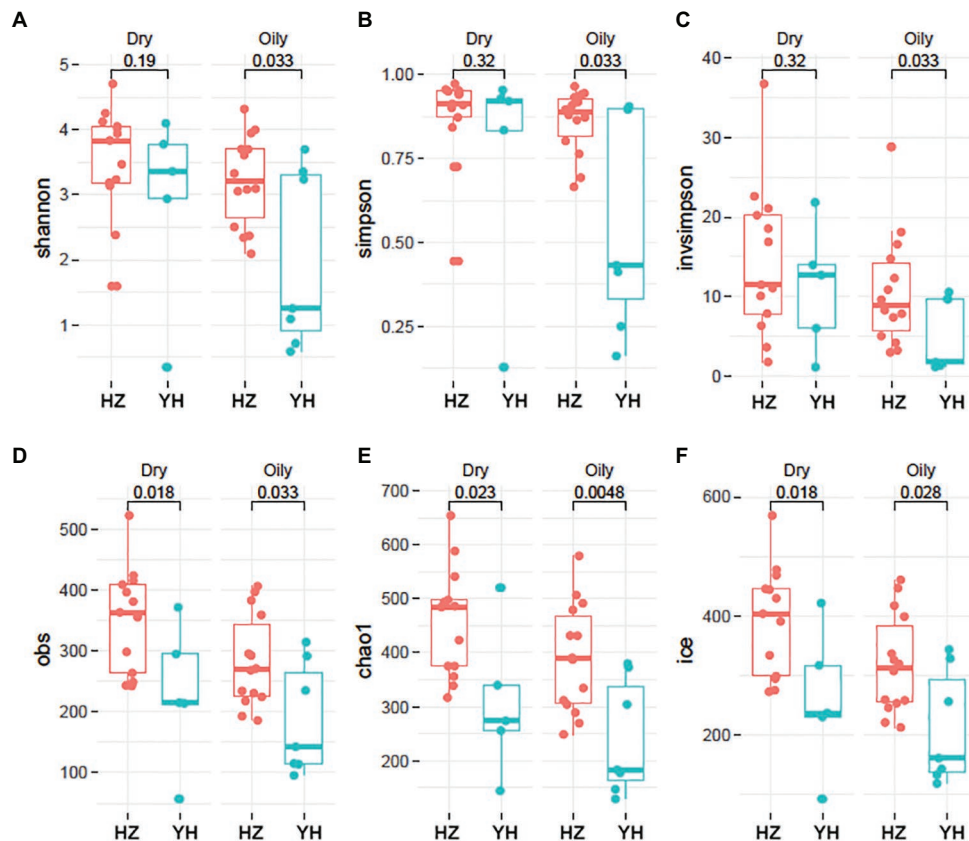 A
Dry Oily
0.19 0.033
5
4
3
2
1
shannon
HZ YH HZ YH
B
Dry Oily
0.32 0.033
1.00
0.75
0.50
0.25
simpson
HZ YH HZ YH
C
Dry Oily
0.32 0.033
40
30
20
10
0
invsimpson
HZ YH HZ YH
D
Dry Oily
0.018 0.033
500
400
300
200
100
obs
HZ YH HZ YH
E
Dry Oily
0.023 0.0048
700
600
500
400
300
200
chao1
HZ YH HZ YH
F
Dry Oily
0.018 0.028
600
400
200
ice
HZ YH HZ YH